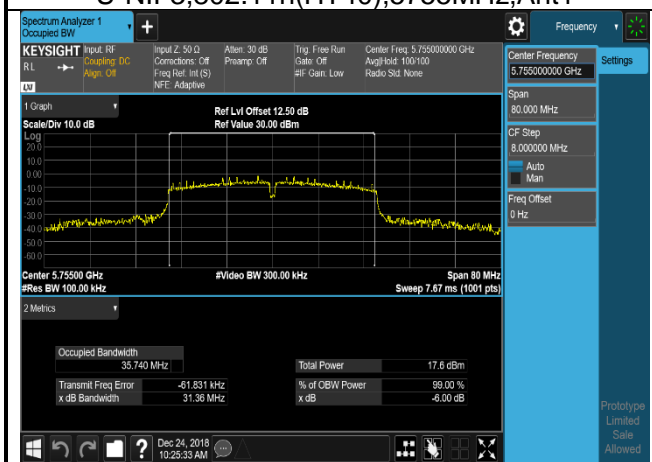 U-NII-3,802.11n(HT40),5755MHz,Ant1
Spectrum Analyzer 1
Occupied BW
Frequency
KEYSIGHT
RL
LXI
Input: RF
Coupling: DC
Align: Off
Input Z: 50 Ω
Corrections: Off
Freq Ref: Int (S)
NFE: Adaptive
Atten: 30 dB
Preamp: Off
Trig: Free Run
Gate: Off
#IF Gain: Low
Center Freq: 5.755000000 GHz
Avg|Hold: 100/100
Radio Std: None
Center Frequency
5.755000000 GHz
Settings
Span
80.000 MHz
CF Step
8.000000 MHz
Auto
Man
Freq Offset
0 Hz
1 Graph
Scale/Div 10.0 dB
Ref Lvl Offset 12.50 dB
Ref Value 30.00 dBm
Log
20.0
10.0
0.00
-10.0
-20.0
-30.0
-40.0
-50.0
-60.0
Center 5.75500 GHz
#Video BW 300.00 kHz
Span 80 MHz
#Res BW 100.00 kHz
Sweep 7.67 ms (1001 pts)
2 Metrics
Occupied Bandwidth
35.740 MHz
Total Power
17.6 dBm
Transmit Freq Error
-61.831 kHz
% of OBW Power
99.00 %
x dB Bandwidth
31.36 MHz
x dB
-6.00 dB
Prototype
Limited
Sale
Allowed
Dec 24, 2018
10:25:33 AM